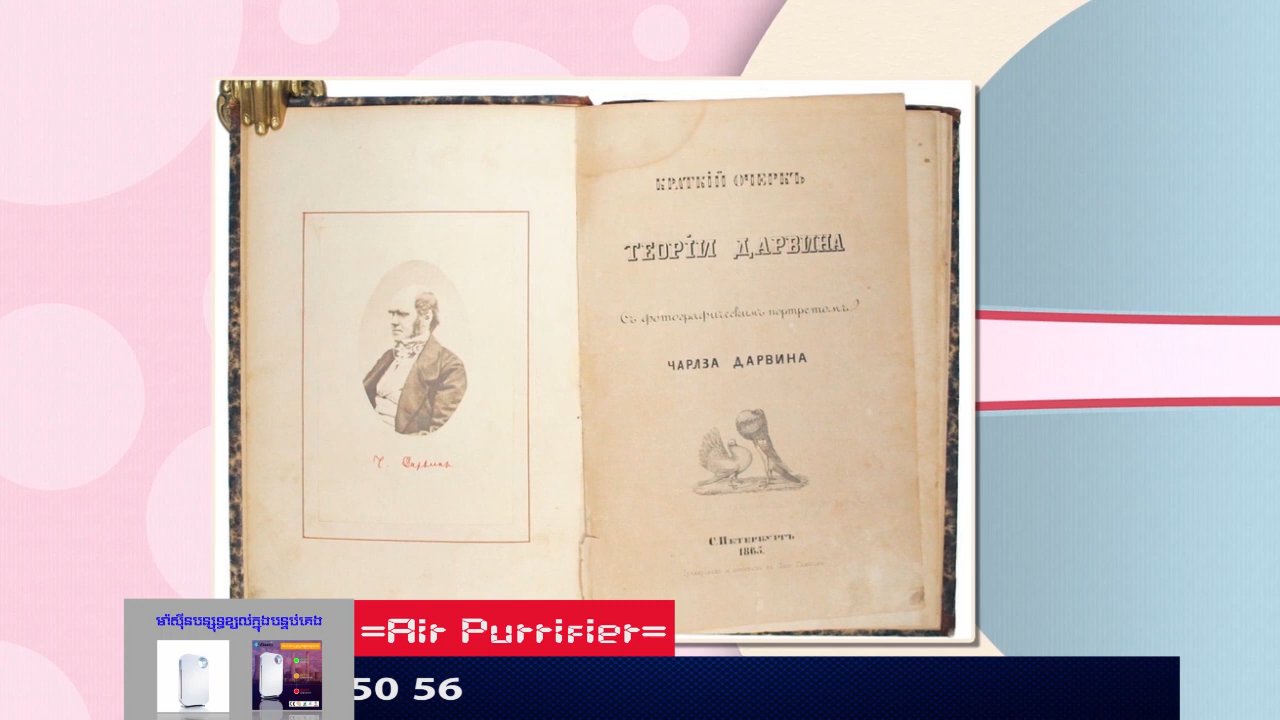 КРАТКІЙ ОЧЕРКЪ
ТЕОРІИ ДАРВИНА
Съ фотографическимъ портретомъ
ЧАРЛЗА ДАРВИНА
С.ПЕТЕРБУРГЪ
1865.
Ч. Дарвинъ
ម៉ាស៊ីនបន្សុទ្ធខ្យល់ក្នុងបន្ទប់គេង
=Air Purrifier=
50 56